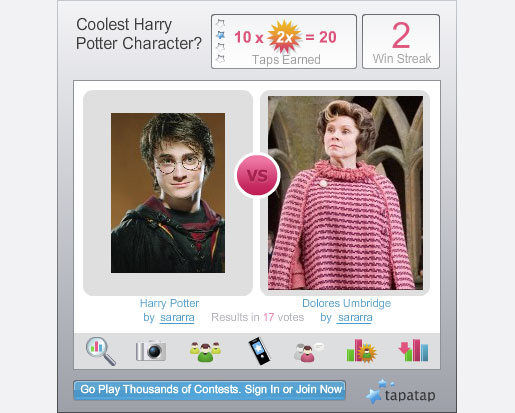 Coolest Harry
Potter Character?
10 x 2x = 20
Taps Earned
2
Win Streak
VS
Harry Potter
by sararra
Results in 17 votes
Dolores Umbridge
by sararra
Go Play Thousands of Contests. Sign In or Join Now
tapatap